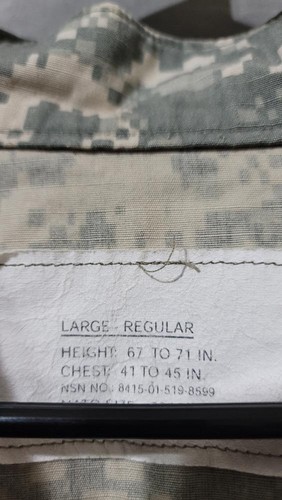 LARGE - REGULAR
HEIGHT: 67 TO 71 IN.
CHEST: 41 TO 45 IN.
NSN NO.: 8415-01-519-8599